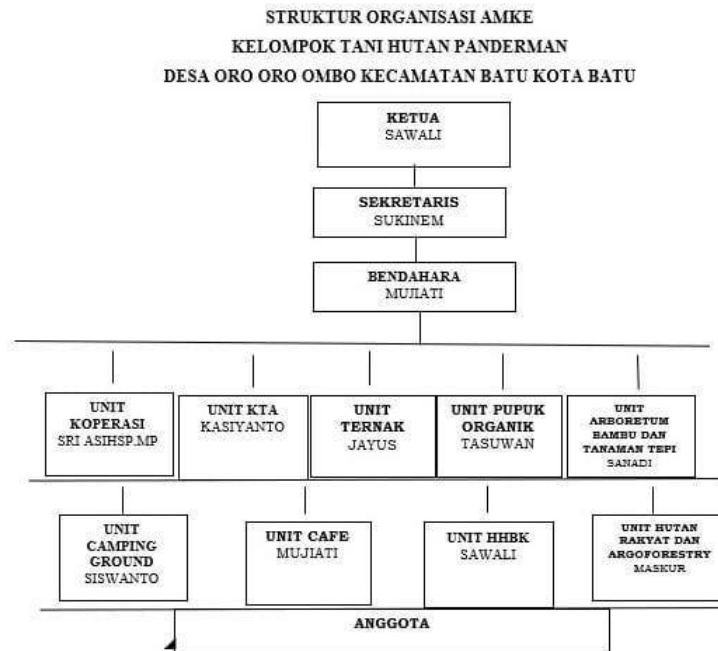 STRUKTUR ORGANISASI AMKE
KELOMPOK TANI HUTAN PANDERMAN
DESA ORO ORO OMBO KECAMATAN BATU KOTA BATU
KETUA
SAWALI
SEKRETARIS
SUKINEM
BENDAHARA
MUJIATI
UNIT
KOPERASI
SRI ASIHSP.MP
UNIT KTA
KASIYANTO
UNIT
TERNAK
JAYUS
UNIT PUPUK
ORGANIK
TASUWAN
UNIT
ARBORETUM
BAMBU DAN
TANAMAN TEPI
SANADI
UNIT
CAMPING
GROUND
SISWANTO
UNIT CAFE
MUJIATI
UNIT HHBK
SAWALI
UNIT HUTAN
RAKYAT DAN
ARGOFORESTRY
MASKUR
ANGGOTA